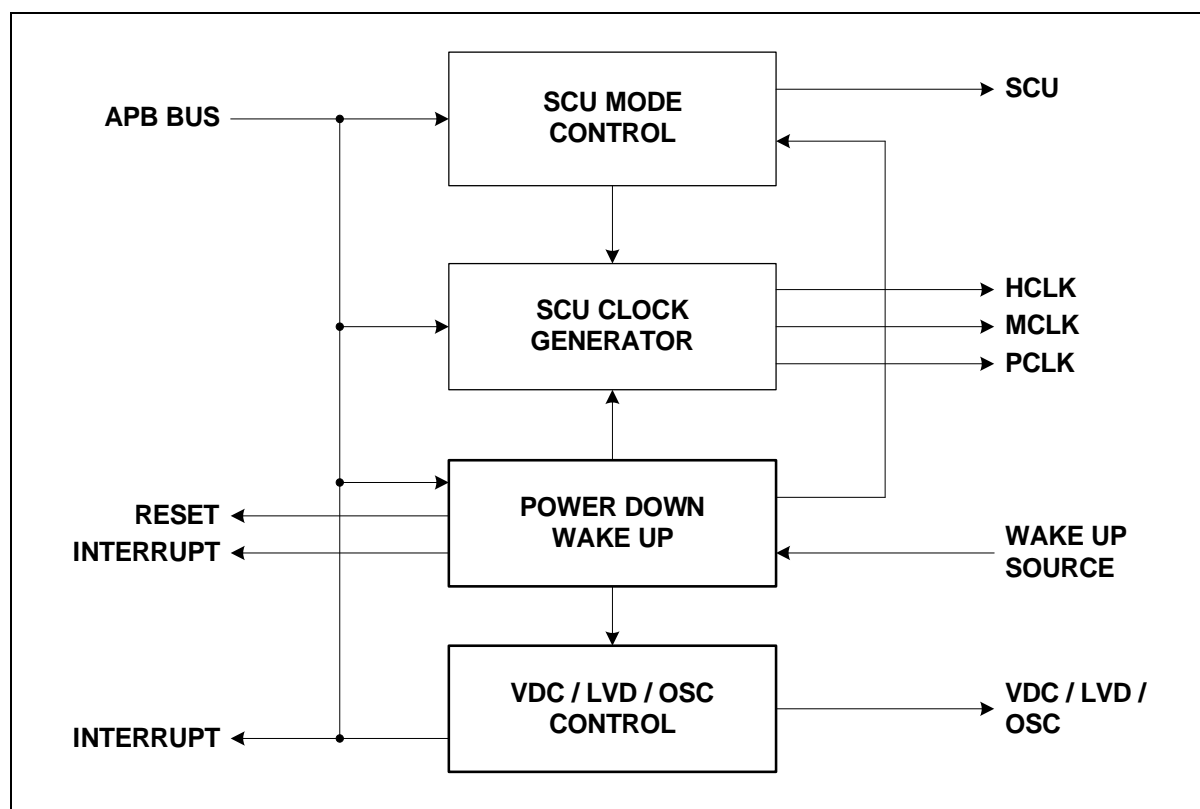 SCU MODE
CONTROL
SCU
APB BUS
SCU CLOCK
GENERATOR
HCLK
MCLK
PCLK
POWER DOWN
WAKE UP
RESET
INTERRUPT
WAKE UP
SOURCE
VDC / LVD / OSC
CONTROL
VDC / LVD /
OSC
INTERRUPT